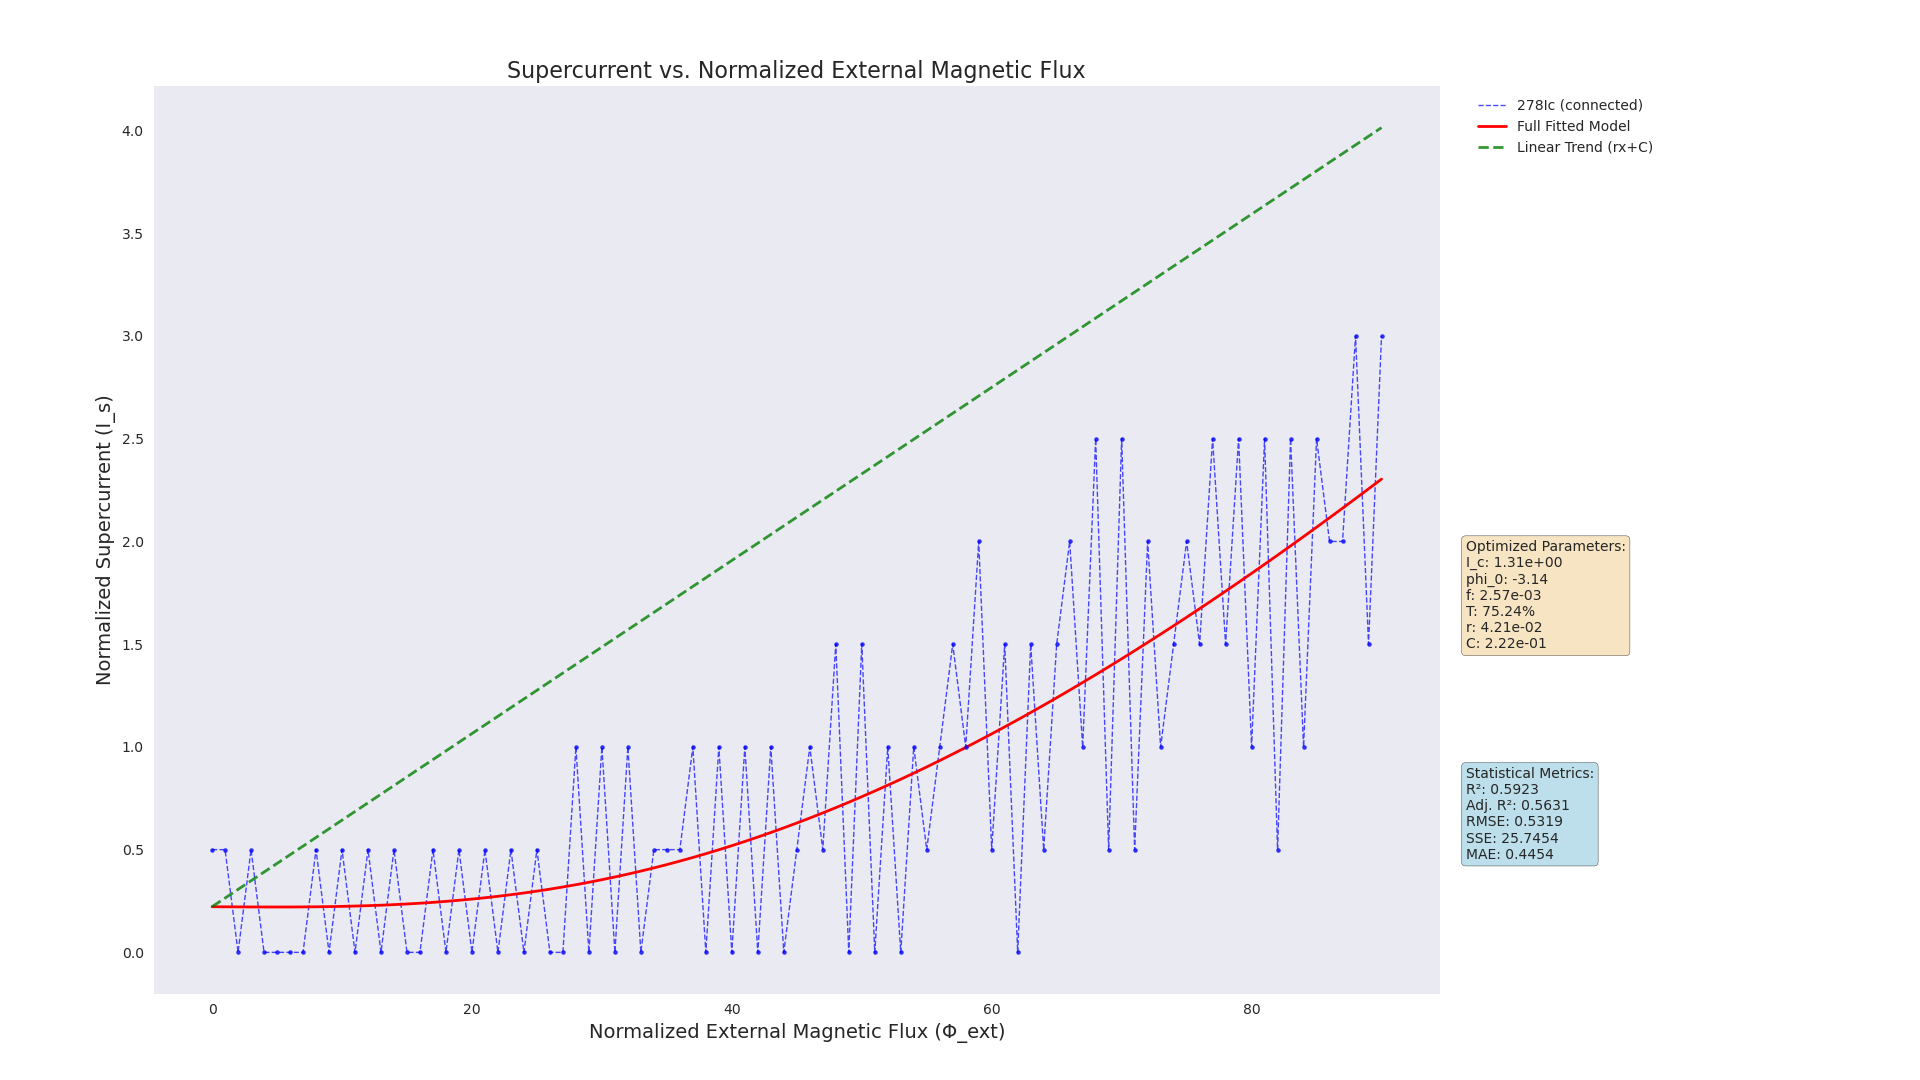 Supercurrent vs. Normalized External Magnetic Flux
Normalized Supercurrent (I_s)
4.0
3.5
3.0
2.5
2.0
1.5
1.0
0.5
0.0
0
20
40
60
80
Normalized External Magnetic Flux (Φ_ext)
278Ic (connected)
Full Fitted Model
Linear Trend (rx+C)
Optimized Parameters:
I_c: 1.31e+00
phi_0: -3.14
f: 2.57e-03
T: 75.24%
r: 4.21e-02
C: 2.22e-01
Statistical Metrics:
R²: 0.5923
Adj. R²: 0.5631
RMSE: 0.5319
SSE: 25.7454
MAE: 0.4454